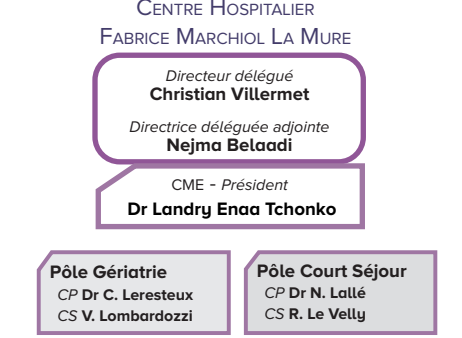 Centre Hospitalier
Fabrice Marchiol La Mure
Directeur délégué
Christian Villermet
Directrice déléguée adjointe
Nejma Belaadi
CME - Président
Dr Landry Enaa Tchonko
Pôle Gériatrie
CP Dr C. Leresteux
CS V. Lombardozzi
Pôle Court Séjour
CP Dr N. Lallé
CS R. Le Velly